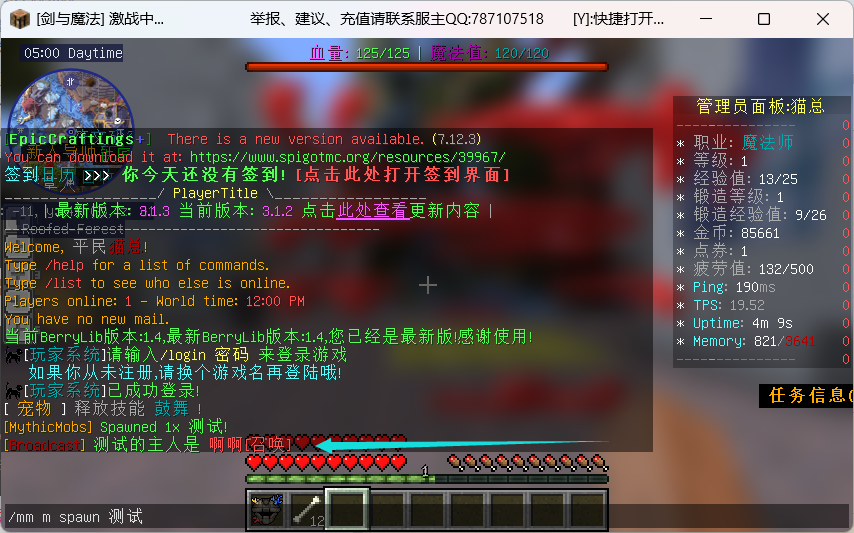 [剑与魔法] 激战中... 举报、建议、充值请联系服主QQ:787107518 [Y]:快捷打开...
05:00 Daytime
血量: 125/125 | 魔法值: 120/120
北
管理员面板:猫总
* 职业: 魔法师 0
* 等级: 1 0
* 经验值: 13/25 0
* 锻造等级: 1 0
* 锻造经验值: 9/26 0
* 金币: 85661 0
* 点券: 1 0
* 疲劳值: 132/500 0
* Ping: 190ms 0
* TPS: 19.52 0
* Uptime: 4m 9s 0
* Memory: 821/3641 0
任务信息(
[EpicCraftings+] There is a new version available. (7.12.3)
You can download it at: https://www.spigotmc.org/resources/39967/
签到日历 >>> 你今天还没有签到! [点击此处打开签到界面]
/ PlayerTitle \
| 最新版本: 3.1.3 当前版本: 3.1.2 点击此处查看更新内容 |
Roofed Forest
Welcome, 平民猫总!
Type /help for a list of commands.
Type /list to see who else is online.
Players online: 1 - World time: 12:00 PM
You have no new mail.
当前BerryLib版本:1.4,最新BerryLib版本:1.4,您已经是最新版!感谢使用!
[玩家系统]请输入/login 密码 来登录游戏
如果你从未注册,请换个游戏名再登陆哦!
[玩家系统]已成功登录!
[ 宠物 ] 释放技能 鼓舞 !
[MythicMobs] Spawned 1x 测试!
[Broadcast] 测试的主人是 啊啊[召唤]
1
12
/mm m spawn 测试